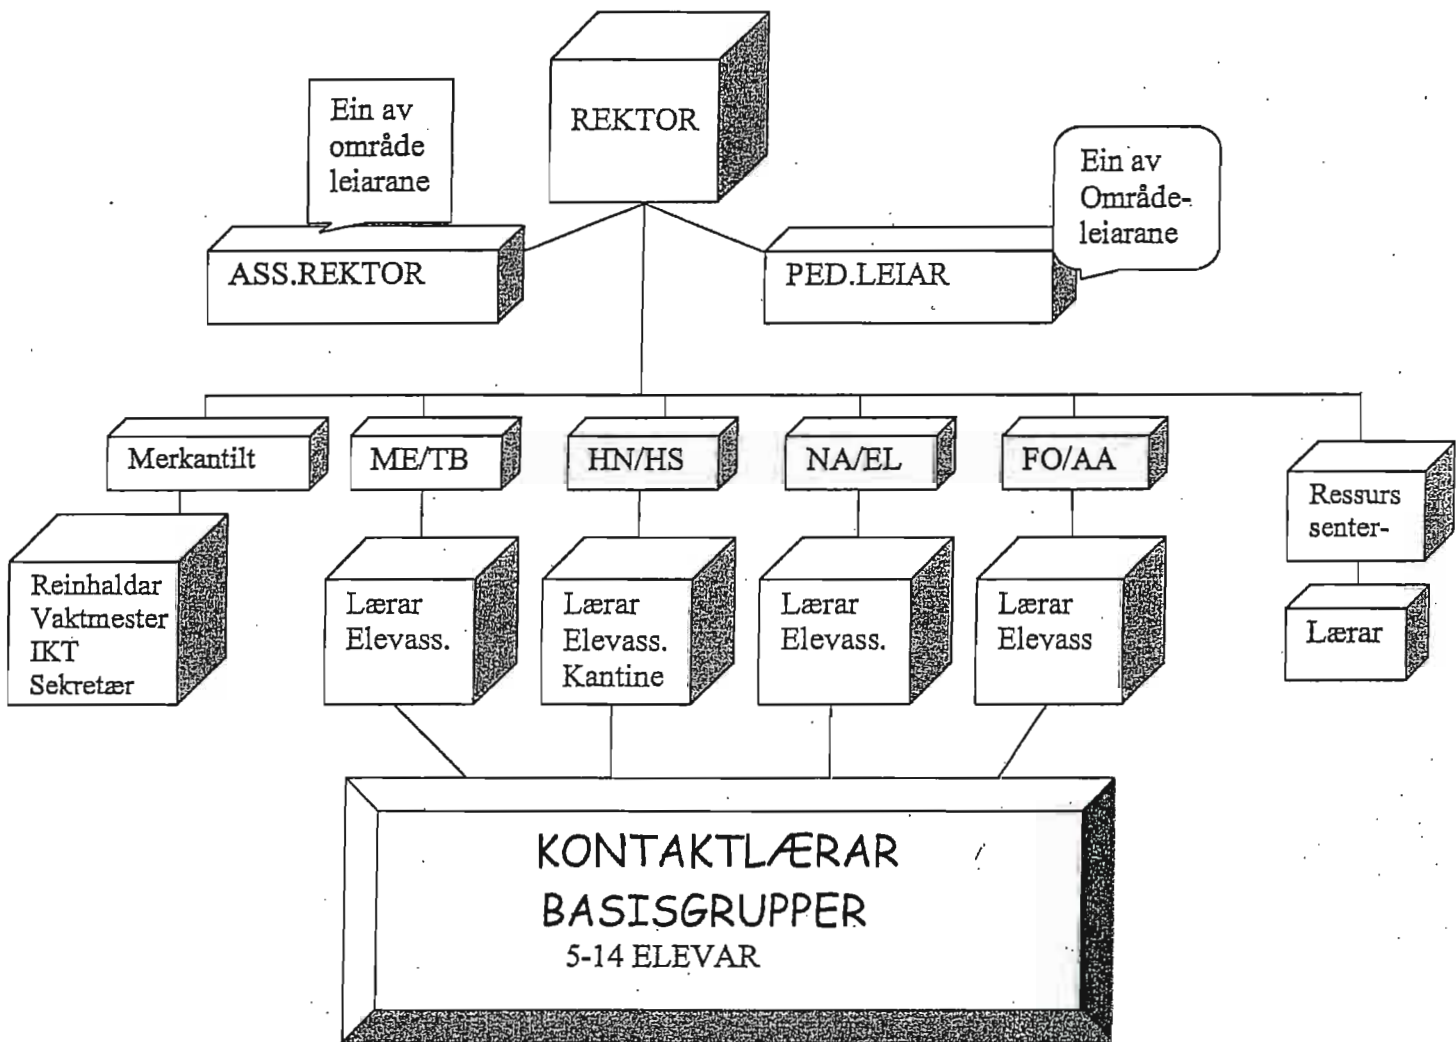 REKTOR
Ein av
område
leiarane
Ein av
Område-
leiarane
ASS.REKTOR
PED.LEIAR
Merkantilt
ME/TB
HN/HS
NA/EL
FO/AA
Ressurs
senter-
Reinhaldar
Vaktmester
IKT
Sekretær
Lærar
Elevass.
Lærar
Elevass.
Kantine
Lærar
Elevass.
Lærar
Elevass
Lærar
KONTAKTLÆRAR
BASISGRUPPER
5-14 ELEVAR